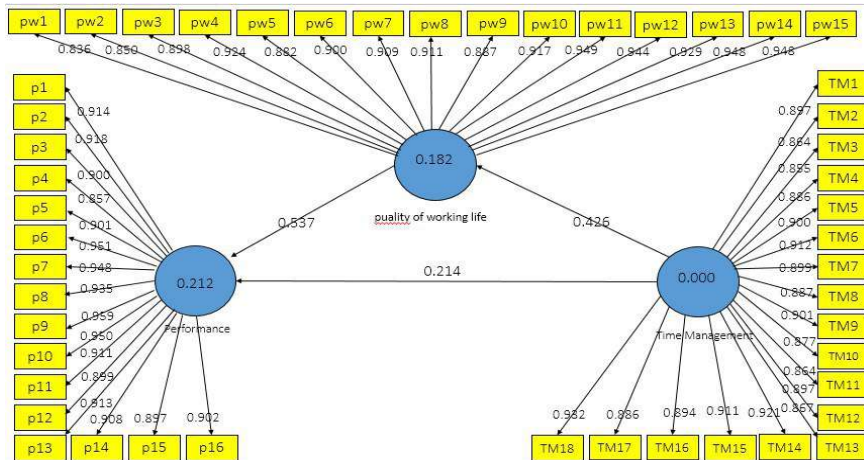 pw1 pw2 pw3 pw4 pw5 pw6 pw7 pw8 pw9 pw10 pw11 pw12 pw13 pw14 pw15
0.836 0.850 0.898 0.924 0.882 0.900 0.909 0.911 0.887 0.917 0.949 0.944 0.929 0.948 0.948
0.182
puality of working life
0.537
0.426
0.214
p1
p2
p3
p4
p5
p6
p7
p8
p9
p10
p11
p12
p13 p14 p15 p16
0.914
0.918
0.900
0.857
0.901
0.951
0.948
0.935
0.959
0.950
0.911
0.899
0.913
0.908 0.897 0.902
0.212
Performance
0.000
Time Management
TM1
TM2
TM3
TM4
TM5
TM6
TM7
TM8
TM9
TM10
TM11
TM12
TM18 TM17 TM16 TM15 TM14 TM13
0.897
0.864
0.855
0.886
0.900
0.912
0.899
0.887
0.901
0.877
0.864
0.897
0.867
0.932 0.886 0.894 0.911 0.921